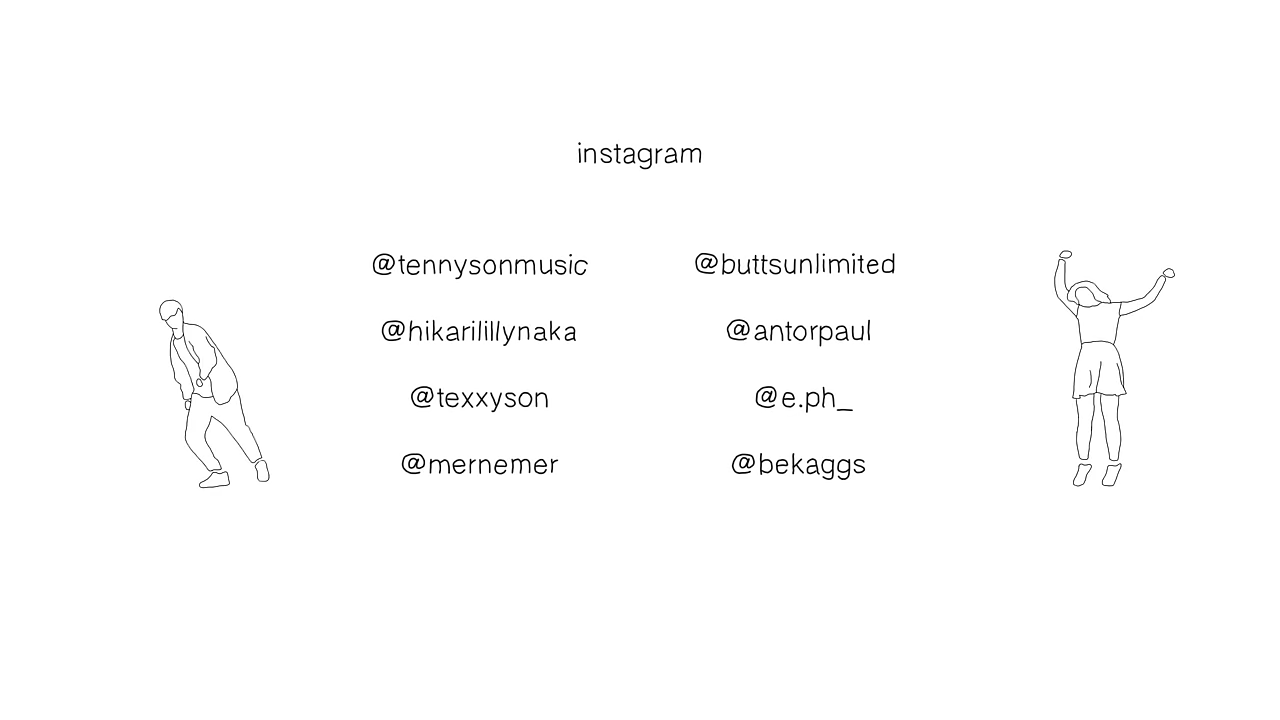 instagram
@tennysonmusic
@hikarilillynaka
@texxyson
@mernemer
@buttsunlimited
@antorpaul
@e.ph_
@bekaggs